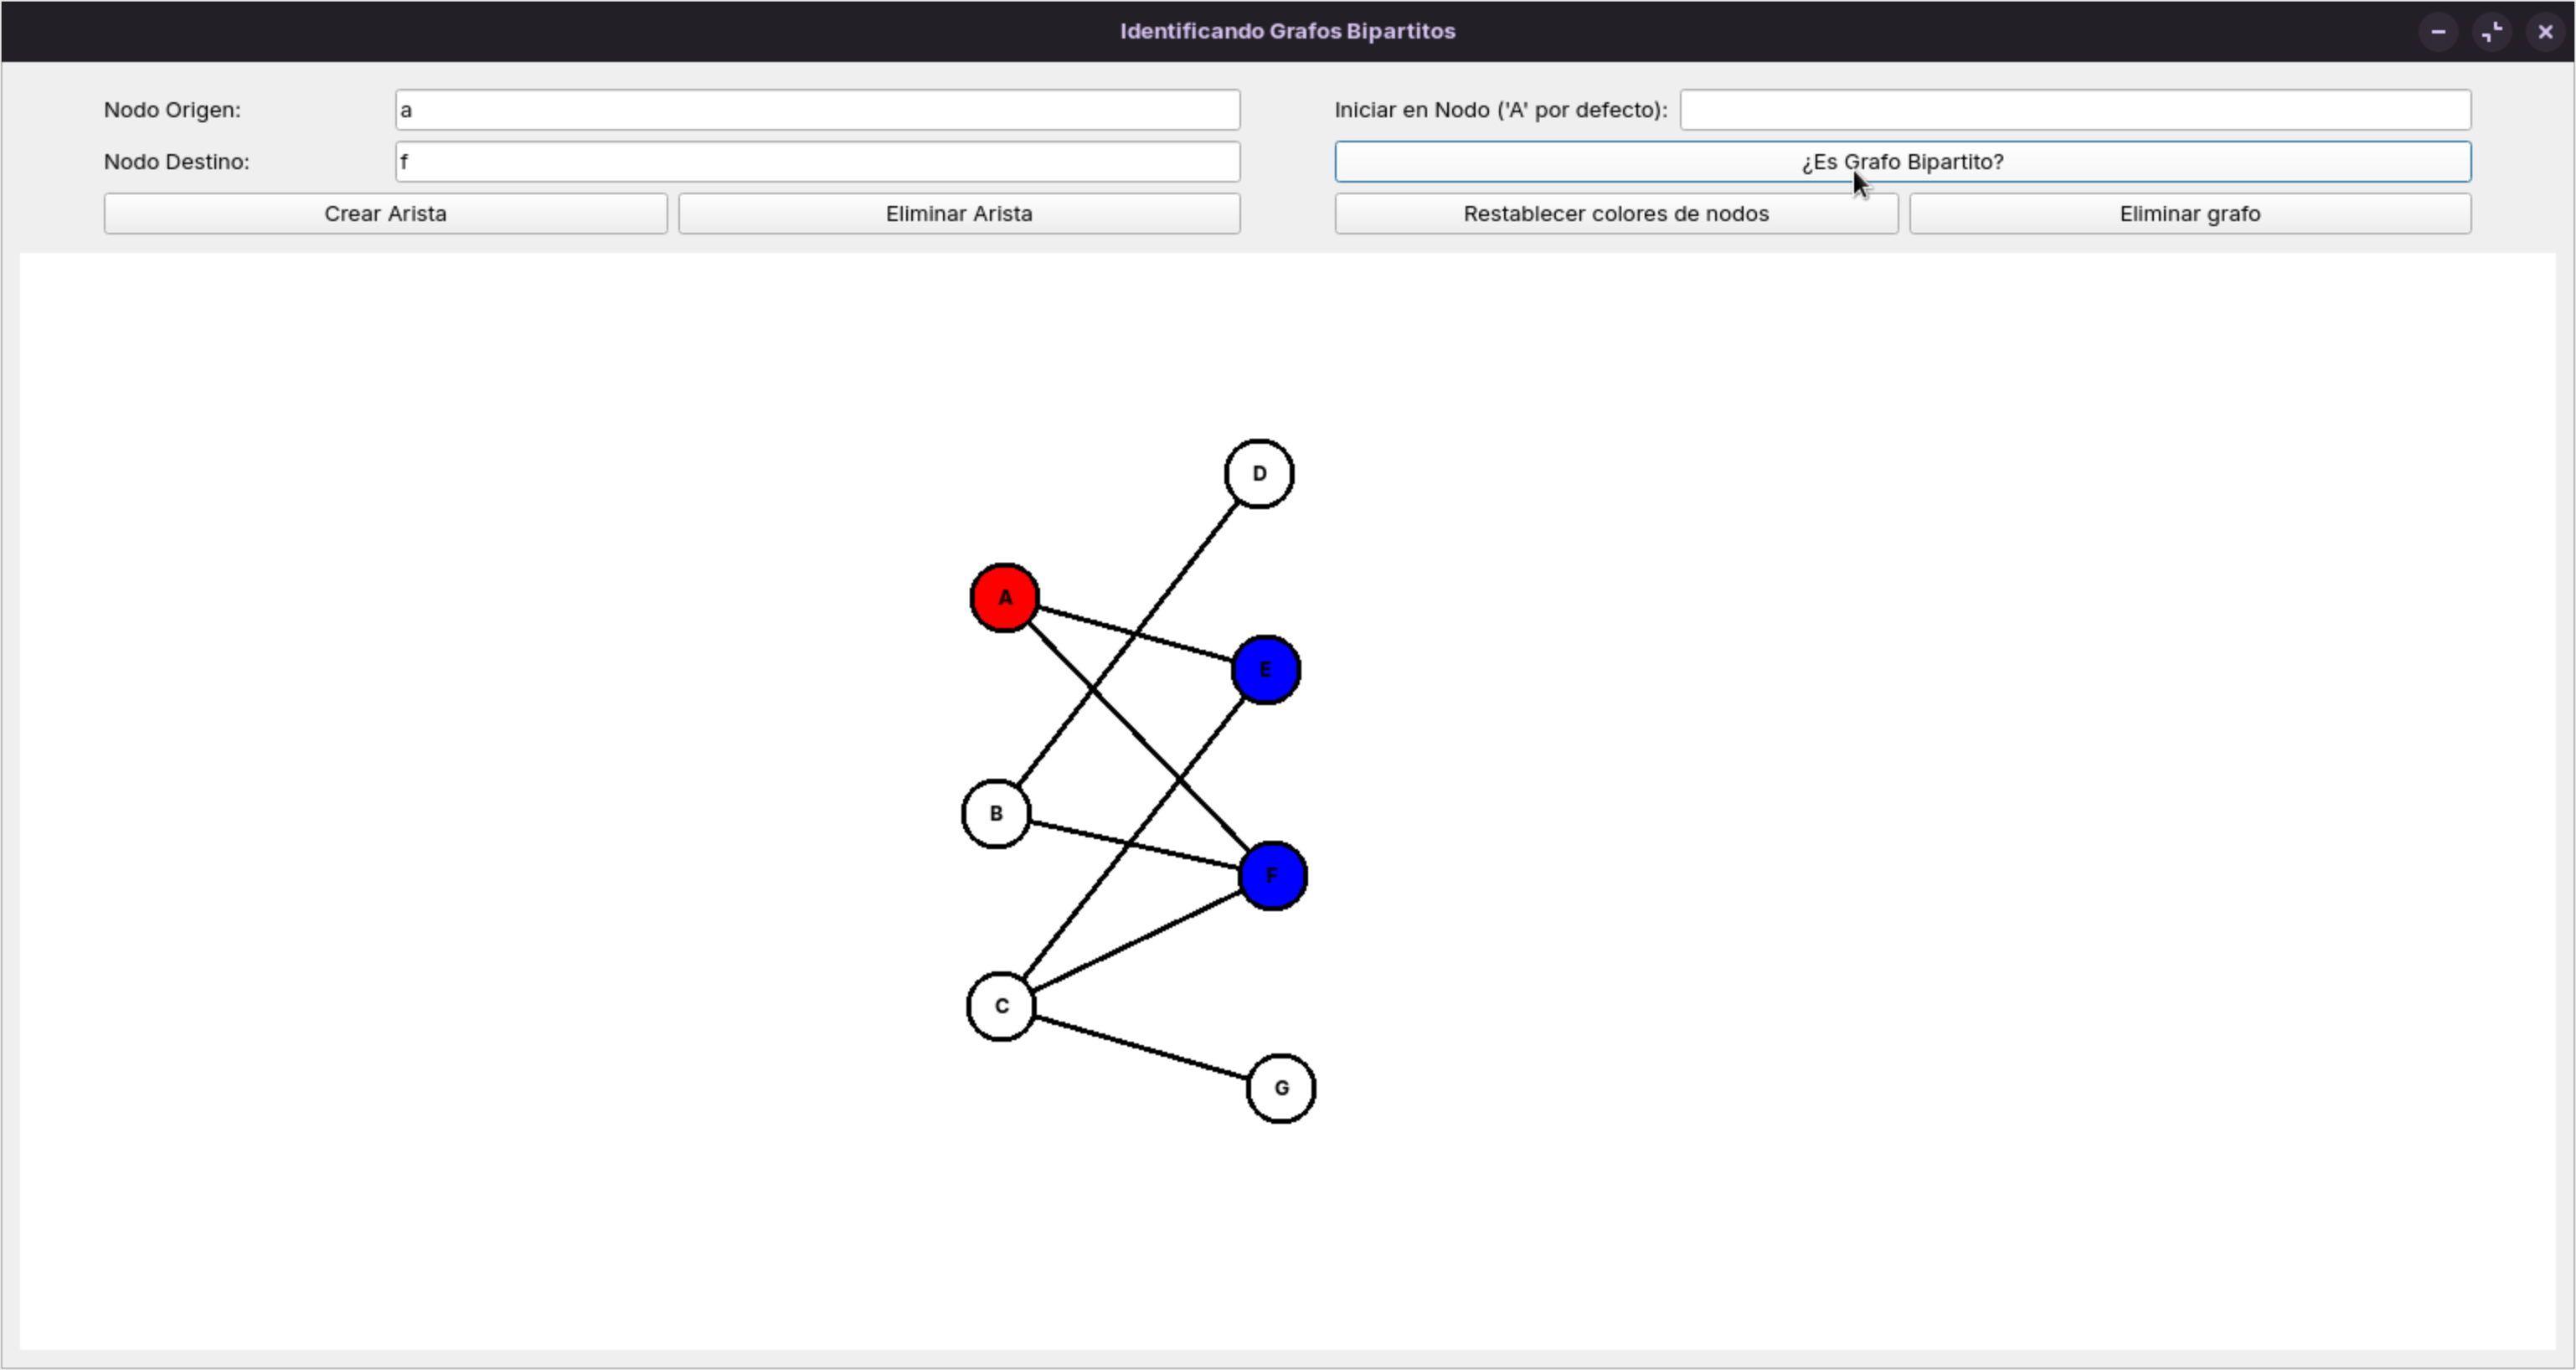 Identificando Grafos Bipartitos
Nodo Origen: a
Iniciar en Nodo ('A' por defecto):
Nodo Destino: f
¿Es Grafo Bipartito?
Crear Arista
Eliminar Arista
Restablecer colores de nodos
Eliminar grafo
D
A
E
B
F
C
G